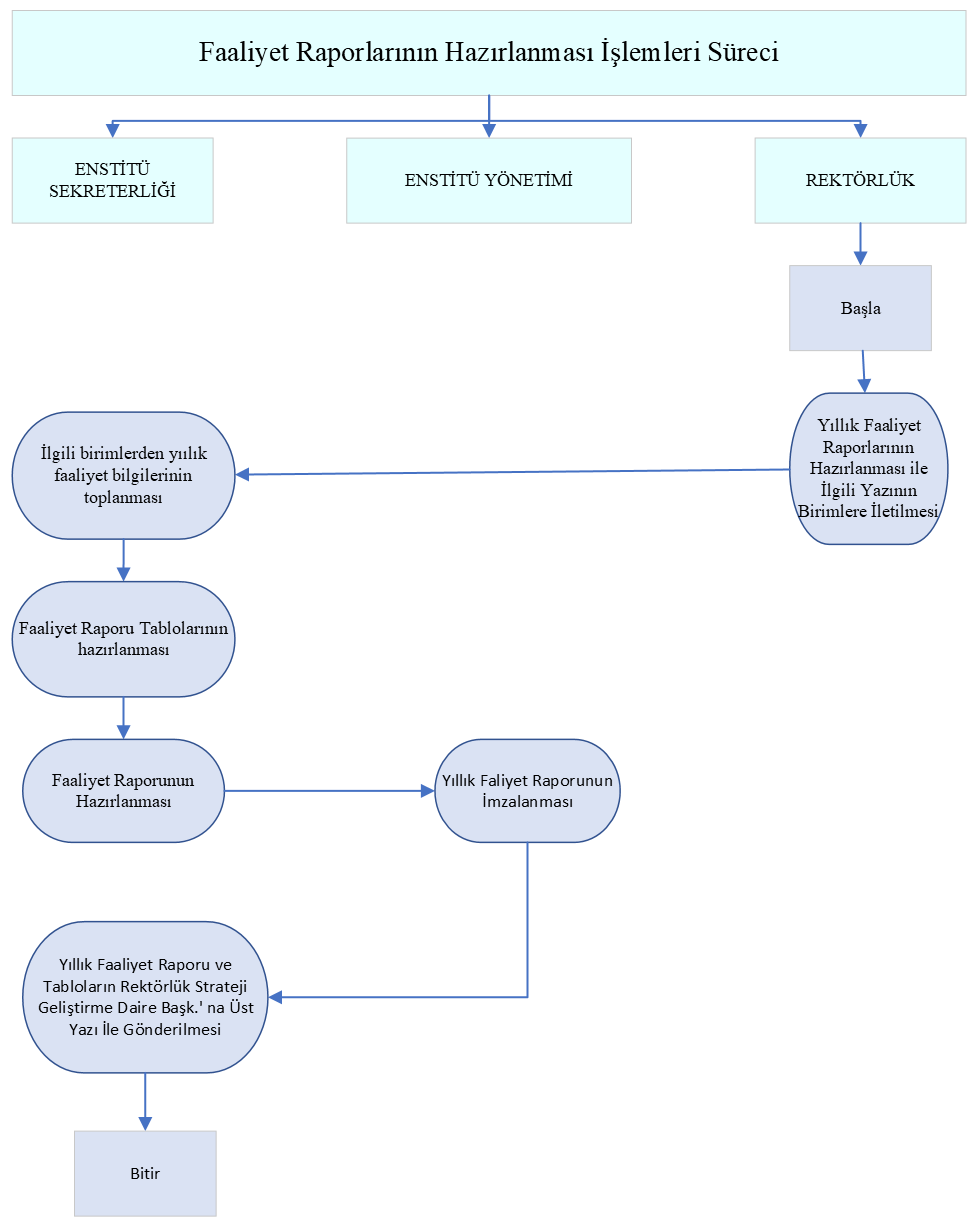 Faaliyet Raporlarının Hazırlanması İşlemleri Süreci
ENSTİTÜ
SEKRETERLİĞİ
ENSTİTÜ YÖNETİMİ
REKTÖRLÜK
Başla
Yıllık Faaliyet
Raporlarının
Hazırlanması ile
İlgili Yazının
Birimlere İletilmesi
İlgili birimlerden yıılık
faaliyet bilgilerinin
toplanması
Faaliyet Raporu Tablolarının
hazırlanması
Faaliyet Raporunun
Hazırlanması
Yıllık Faliyet Raporunun
İmzalanması
Yıllık Faaliyet Raporu ve
Tabloların Rektörlük Strateji
Geliştirme Daire Başk.' na Üst
Yazı İle Gönderilmesi
Bitir